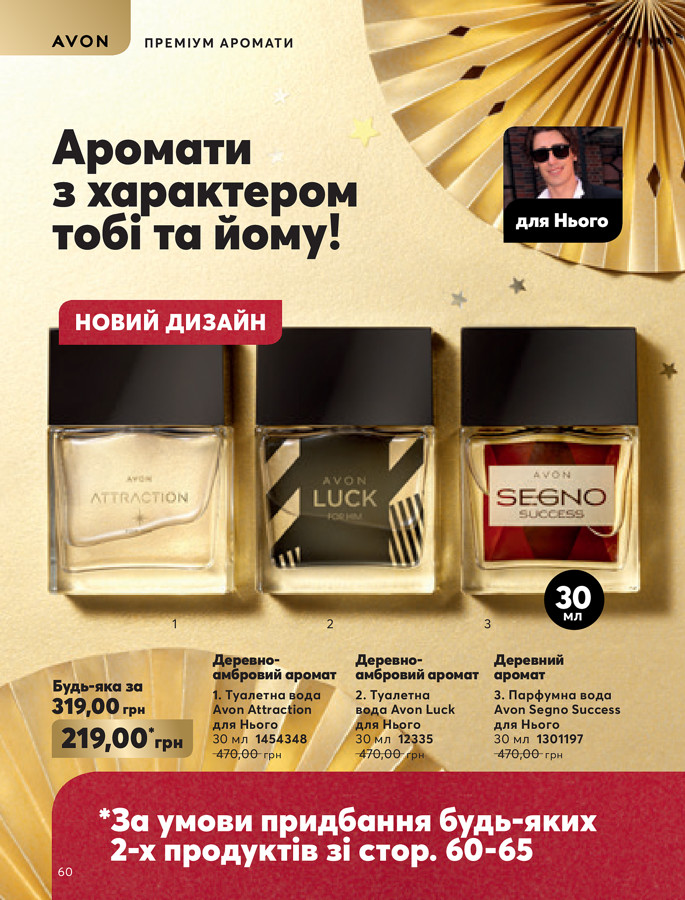 AVON ПРЕМІУМ АРОМАТИ
Аромати
з характером
тобі та йому!
для Нього
НОВИЙ ДИЗАЙН
AVON
ATTRACTION
AVON
LUCK
FOR HIM
AVON
SEGNO
SUCCESS
30
мл
1
2
3
Будь-яка за
319,00 грн
219,00* грн
Деревно-
амбровий аромат
1. Туалетна вода
Avon Attraction
для Нього
30 мл 1454348
470,00 грн
Деревно-
амбровий аромат
2. Туалетна
вода Avon Luck
для Нього
30 мл 12335
470,00 грн
Деревний
аромат
3. Парфумна вода
Avon Segno Success
для Нього
30 мл 1301197
470,00 грн
*За умови придбання будь-яких
2-х продуктів зі стор. 60-65
60